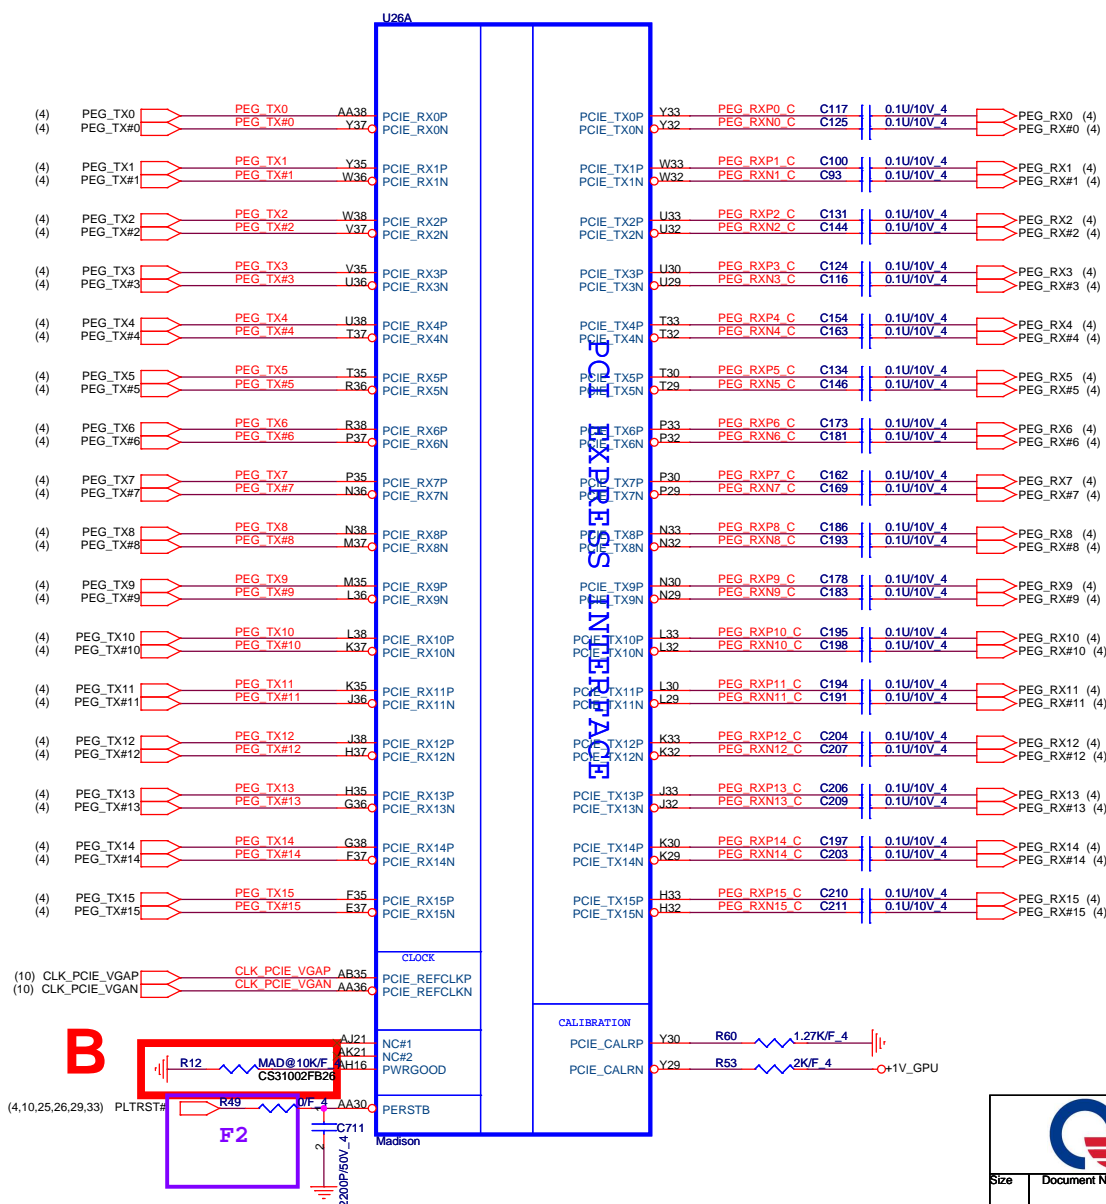 U26A
(4) PEG_TX0 PEG_TX0 AA38 PCIE_RX0P PCIE_TX0P Y33 PEG_RXP0_C C117 0.1U/10V_4 PEG_RX0 (4)
(4) PEG_TX#0 PEG_TX#0 Y37 PCIE_RX0N PCIE_TX0N Y32 PEG_RXN0_C C125 0.1U/10V_4 PEG_RX#0 (4)
(4) PEG_TX1 PEG_TX1 Y35 PCIE_RX1P PCIE_TX1P W33 PEG_RXP1_C C100 0.1U/10V_4 PEG_RX1 (4)
(4) PEG_TX#1 PEG_TX#1 W36 PCIE_RX1N PCIE_TX1N W32 PEG_RXN1_C C93 0.1U/10V_4 PEG_RX#1 (4)
(4) PEG_TX2 PEG_TX2 W38 PCIE_RX2P PCIE_TX2P U33 PEG_RXP2_C C131 0.1U/10V_4 PEG_RX2 (4)
(4) PEG_TX#2 PEG_TX#2 V37 PCIE_RX2N PCIE_TX2N U32 PEG_RXN2_C C144 0.1U/10V_4 PEG_RX#2 (4)
(4) PEG_TX3 PEG_TX3 V35 PCIE_RX3P PCIE_TX3P U30 PEG_RXP3_C C124 0.1U/10V_4 PEG_RX3 (4)
(4) PEG_TX#3 PEG_TX#3 U36 PCIE_RX3N PCIE_TX3N U29 PEG_RXN3_C C116 0.1U/10V_4 PEG_RX#3 (4)
(4) PEG_TX4 PEG_TX4 U38 PCIE_RX4P PCIE_TX4P T33 PEG_RXP4_C C154 0.1U/10V_4 PEG_RX4 (4)
(4) PEG_TX#4 PEG_TX#4 T37 PCIE_RX4N PCIE_TX4N T32 PEG_RXN4_C C163 0.1U/10V_4 PEG_RX#4 (4)
(4) PEG_TX5 PEG_TX5 T35 PCIE_RX5P PCIE_TX5P T30 PEG_RXP5_C C134 0.1U/10V_4 PEG_RX5 (4)
(4) PEG_TX#5 PEG_TX#5 R36 PCIE_RX5N PCIE_TX5N T29 PEG_RXN5_C C146 0.1U/10V_4 PEG_RX#5 (4)
(4) PEG_TX6 PEG_TX6 R38 PCIE_RX6P PCIE_TX6P P33 PEG_RXP6_C C173 0.1U/10V_4 PEG_RX6 (4)
(4) PEG_TX#6 PEG_TX#6 P37 PCIE_RX6N PCIE_TX6N P32 PEG_RXN6_C C181 0.1U/10V_4 PEG_RX#6 (4)
(4) PEG_TX7 PEG_TX7 P35 PCIE_RX7P PCIE_TX7P P30 PEG_RXP7_C C162 0.1U/10V_4 PEG_RX7 (4)
(4) PEG_TX#7 PEG_TX#7 N36 PCIE_RX7N PCIE_TX7N P29 PEG_RXN7_C C169 0.1U/10V_4 PEG_RX#7 (4)
(4) PEG_TX8 PEG_TX8 N38 PCIE_RX8P PCIE_TX8P N33 PEG_RXP8_C C186 0.1U/10V_4 PEG_RX8 (4)
(4) PEG_TX#8 PEG_TX#8 M37 PCIE_RX8N PCIE_TX8N N32 PEG_RXN8_C C193 0.1U/10V_4 PEG_RX#8 (4)
(4) PEG_TX9 PEG_TX9 M35 PCIE_RX9P PCIE_TX9P N30 PEG_RXP9_C C178 0.1U/10V_4 PEG_RX9 (4)
(4) PEG_TX#9 PEG_TX#9 L36 PCIE_RX9N PCIE_TX9N N29 PEG_RXN9_C C183 0.1U/10V_4 PEG_RX#9 (4)
(4) PEG_TX10 PEG_TX10 L38 PCIE_RX10P PCIE_TX10P L33 PEG_RXP10_C C195 0.1U/10V_4 PEG_RX10 (4)
(4) PEG_TX#10 PEG_TX#10 K37 PCIE_RX10N PCIE_TX10N L32 PEG_RXN10_C C198 0.1U/10V_4 PEG_RX#10 (4)
(4) PEG_TX11 PEG_TX11 K35 PCIE_RX11P PCIE_TX11P L30 PEG_RXP11_C C194 0.1U/10V_4 PEG_RX11 (4)
(4) PEG_TX#11 PEG_TX#11 J36 PCIE_RX11N PCIE_TX11N L29 PEG_RXN11_C C191 0.1U/10V_4 PEG_RX#11 (4)
(4) PEG_TX12 PEG_TX12 J38 PCIE_RX12P PCIE_TX12P K33 PEG_RXP12_C C204 0.1U/10V_4 PEG_RX12 (4)
(4) PEG_TX#12 PEG_TX#12 H37 PCIE_RX12N PCIE_TX12N K32 PEG_RXN12_C C207 0.1U/10V_4 PEG_RX#12 (4)
(4) PEG_TX13 PEG_TX13 H35 PCIE_RX13P PCIE_TX13P J33 PEG_RXP13_C C206 0.1U/10V_4 PEG_RX13 (4)
(4) PEG_TX#13 PEG_TX#13 G36 PCIE_RX13N PCIE_TX13N J32 PEG_RXN13_C C209 0.1U/10V_4 PEG_RX#13 (4)
(4) PEG_TX14 PEG_TX14 G38 PCIE_RX14P PCIE_TX14P K30 PEG_RXP14_C C197 0.1U/10V_4 PEG_RX14 (4)
(4) PEG_TX#14 PEG_TX#14 F37 PCIE_RX14N PCIE_TX14N K29 PEG_RXN14_C C203 0.1U/10V_4 PEG_RX#14 (4)
(4) PEG_TX15 PEG_TX15 F35 PCIE_RX15P PCIE_TX15P H33 PEG_RXP15_C C210 0.1U/10V_4 PEG_RX15 (4)
(4) PEG_TX#15 PEG_TX#15 E37 PCIE_RX15N PCIE_TX15N H32 PEG_RXN15_C C211 0.1U/10V_4 PEG_RX#15 (4)
PCI EXPRESS INTERFACE
CLOCK
(10) CLK_PCIE_VGAP CLK_PCIE_VGAP AB35 PCIE_REFCLKP
(10) CLK_PCIE_VGAN CLK_PCIE_VGAN AA36 PCIE_REFCLKN
CALIBRATION
AJ21 NC#1 PCIE_CALRP Y30 R60 1.27K/F_4
B
AK21 NC#2
R12 MAD@10K/F_4 AH16 PWRGOOD PCIE_CALRN Y29 R53 2K/F_4 +1V_GPU
CS31002FB26
(4,10,25,26,29,33) PLTRST# R49 0/F_4 AA30 PERSTB
1
F2
C711
2
2200P/50V_4
Madison
Size Document N